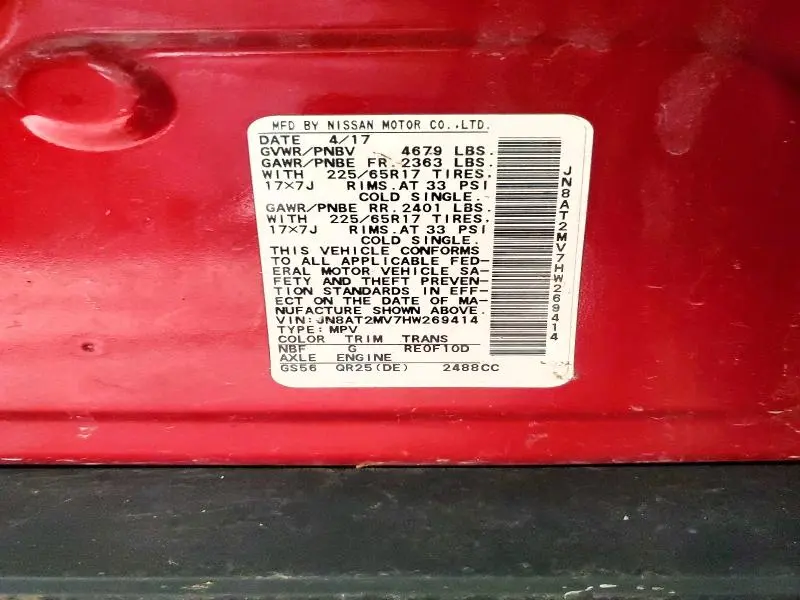 MFD BY NISSAN MOTOR CO.,LTD.
DATE 4/17
GVWR/PNBV 4679 LBS.
GAWR/PNBE FR. 2363 LBS.
WITH 225/65R17 TIRES.
17×7J RIMS. AT 33 PSI
COLD SINGLE.
GAWR/PNBE RR. 2401 LBS.
WITH 225/65R17 TIRES.
17×7J RIMS. AT 33 PSI
COLD SINGLE.
THIS VEHICLE CONFORMS
TO ALL APPLICABLE FED-
ERAL MOTOR VEHICLE SA-
FETY AND THEFT PREVEN-
TION STANDARDS IN EFF-
ECT ON THE DATE OF MA-
NUFACTURE SHOWN ABOVE.
VIN: JN8AT2MV7HW269414
TYPE: MPV
COLOR TRIM TRANS
NBF G RE0F10D
AXLE ENGINE
GS56 QR25(DE) 2488CC
JN8AT2MV7HW269414